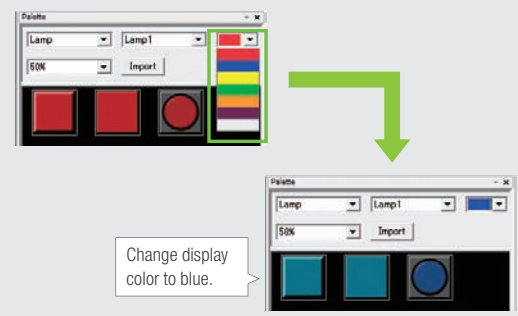 Palette
Lamp
Lamp1
50%
Import
Palette
Lamp
Lamp1
50%
Import
Change display
color to blue.